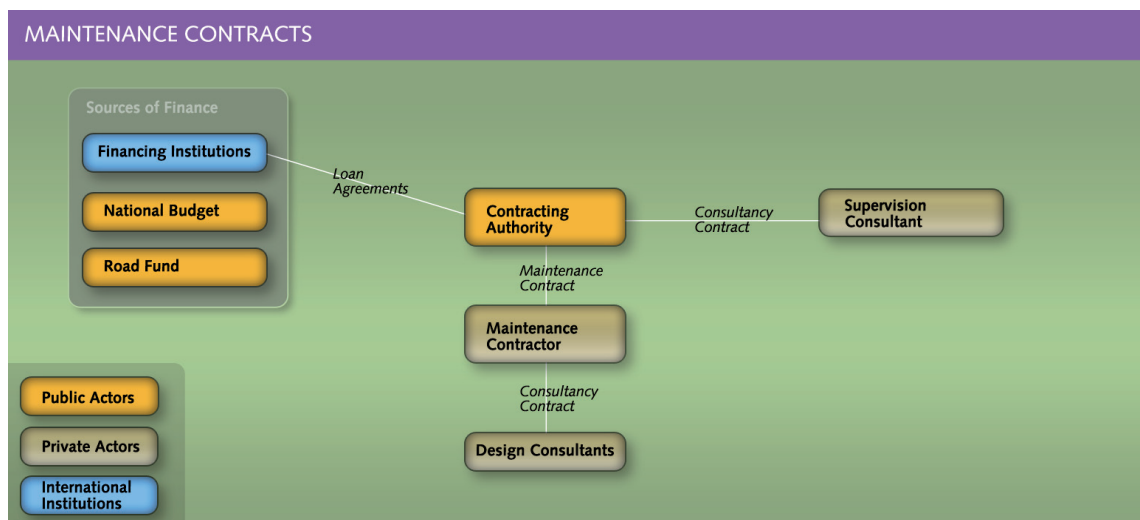 MAINTENANCE CONTRACTS
Sources of Finance
Financing Institutions
National Budget
Road Fund
Loan
Agreements
Contracting
Authority
Consultancy
Contract
Supervision
Consultant
Maintenance
Contract
Maintenance
Contractor
Consultancy
Contract
Design Consultants
Public Actors
Private Actors
International
Institutions